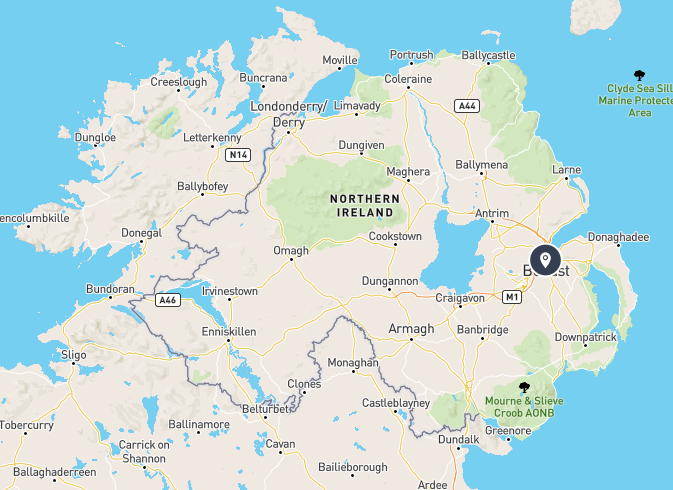 Moville
Portrush
Ballycastle
Creeslough
Buncrana
Coleraine
Clyde Sea Sill
Marine Protecte
Area
Londonderry/
Derry
Limavady
A44
Dungloe
Letterkenny
N14
Dungiven
Maghera
Ballymena
Larne
Ballybofey
NORTHERN
IRELAND
encolumbkille
Donegal
Antrim
Cookstown
Donaghadee
Omagh
Bundoran
A46
Irvinestown
Dungannon
Craigavon
M1
Enniskillen
Armagh
Banbridge
Downpatrick
Sligo
Monaghan
Clones
Mourne & Slieve
Croob AONB
Belturbet
Castleblayney
Tobercurry
Ballinamore
Greenore
Carrick on
Shannon
Cavan
Dundalk
Ballaghaderreen
Bailieborough
Ardee